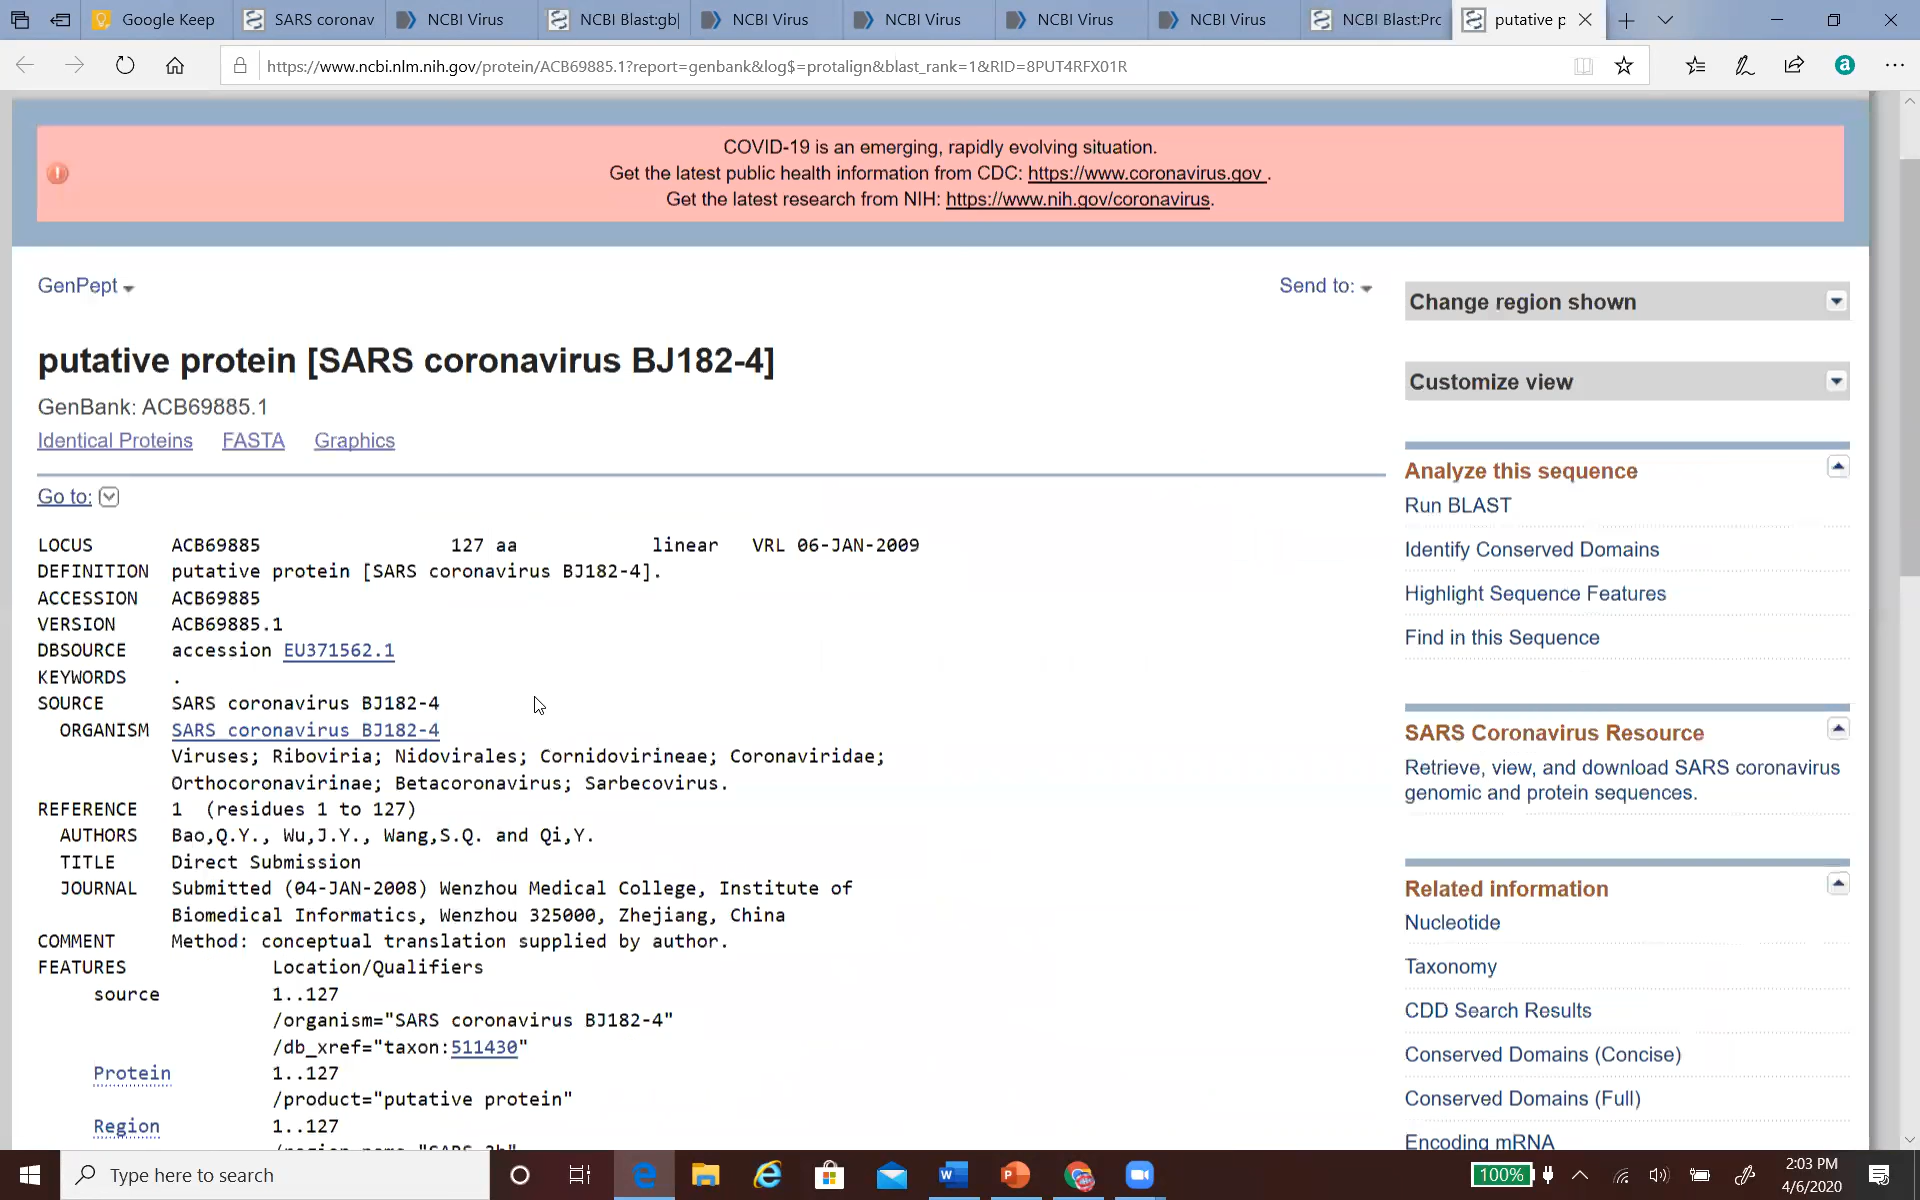 Google Keep
SARS coronav
NCBI Virus
NCBI Blast:gb|
NCBI Virus
NCBI Virus
NCBI Virus
NCBI Virus
NCBI Blast:Prc
putative p
https://www.ncbi.nlm.nih.gov/protein/ACB69885.1?report=genbank&log$=protalign&blast_rank=1&RID=8PUT4RFX01R
COVID-19 is an emerging, rapidly evolving situation.
Get the latest public health information from CDC: https://www.coronavirus.gov .
Get the latest research from NIH: https://www.nih.gov/coronavirus.
GenPept
Send to:
putative protein [SARS coronavirus BJ182-4]
GenBank: ACB69885.1
Identical Proteins FASTA Graphics
Go to:
LOCUS ACB69885 127 aa linear VRL 06-JAN-2009
DEFINITION putative protein [SARS coronavirus BJ182-4].
ACCESSION ACB69885
VERSION ACB69885.1
DBSOURCE accession EU371562.1
KEYWORDS .
SOURCE SARS coronavirus BJ182-4
ORGANISM SARS coronavirus BJ182-4
Viruses; Riboviria; Nidovirales; Cornidovirineae; Coronaviridae;
Orthocoronavirinae; Betacoronavirus; Sarbecovirus.
REFERENCE 1 (residues 1 to 127)
AUTHORS Bao,Q.Y., Wu,J.Y., Wang,S.Q. and Qi,Y.
TITLE Direct Submission
JOURNAL Submitted (04-JAN-2008) Wenzhou Medical College, Institute of
Biomedical Informatics, Wenzhou 325000, Zhejiang, China
COMMENT Method: conceptual translation supplied by author.
FEATURES Location/Qualifiers
source 1..127
/organism="SARS coronavirus BJ182-4"
/db_xref="taxon:511430"
Protein 1..127
/product="putative protein"
Region 1..127
Change region shown
Customize view
Analyze this sequence
Run BLAST
Identify Conserved Domains
Highlight Sequence Features
Find in this Sequence
SARS Coronavirus Resource
Retrieve, view, and download SARS coronavirus
genomic and protein sequences.
Related information
Nucleotide
Taxonomy
CDD Search Results
Conserved Domains (Concise)
Conserved Domains (Full)
Encoding mRNA
Type here to search
100%
2:03 PM
4/6/2020